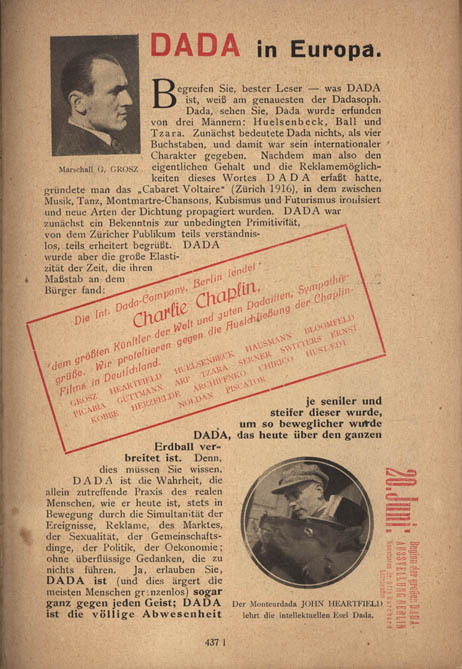 DADA in Europa.
Begreifen Sie, bester Leser — was DADA
ist, weiß am genauesten der Dadasoph.
Dada, sehen Sie, Dada wurde erfunden
von drei Männern: Huelsenbeck, Ball und
Tzara. Zunächst bedeutete Dada nichts, als vier
Buchstaben, und damit war sein internationaler
Charakter gegeben. Nachdem man also den
eigentlichen Gehalt und die Reklamemöglich-
keiten dieses Wortes DADA erfaßt hatte,
Marschall G. GROSZ
gründete man das „Cabaret Voltaire" (Zürich 1916), in dem zwischen
Musik, Tanz, Montmartre-Chansons, Kubismus und Futurismus ironisiert
und neue Arten der Dichtung propagiert wurden. DADA war
zunächst ein Bekenntnis zur unbedingten Primitivität,
von dem Züricher Publikum teils verständnis-
los, teils erheitert begrüßt. DADA
wurde aber die große Elasti-
zität der Zeit, die ihren
Maßstab an dem
Bürger fand:
Die Int. Dada-Company, Berlin sendet
Charlie Chaplin,
dem größten Künstler der Welt und guten Dadaisten, Sympathie-
grüße. Wir protestieren gegen die Ausschließung der Chaplin-
Films in Deutschland.
GROSZ HEARTFIELD HUELSENBECK HAUSMANN BLOOMFELD
PICABIA GUTTMANN ARP TZARA SERNER SWITTERS ERNST
KOBBE HERZFELDE ARCHIPENKO CHIRICO HUSTÆDT
NOLDAN PISCATOR
je seniler und
steifer dieser wurde,
um so beweglicher wurde
DADA, das heute über den ganzen
Erdball ver-
breitet ist. Denn,
dies müssen Sie wissen,
DADA ist die Wahrheit, die
allein zutreffende Praxis des realen
Menschen, wie er heute ist, stets in
Bewegung durch die Simultanität der
Ereignisse, Reklame, des Marktes,
der Sexualität, der Gemeinschafts-
dinge, der Politik, der Oekonomie;
ohne überflüssige Gedanken, die zu
nichts führen. Ja, erlauben Sie,
DADA ist (und dies ärgert die
meisten Menschen grenzenlos) sogar
ganz gegen jeden Geist; DADA
ist die völlige Abwesenheit
20. Juni:
Beginn der großen DADA-
AUSSTELLUNG BERLIN
Der Monteurdada JOHN HEARTFIELD
lehrt die intellektuellen Esel Dada.
437 l